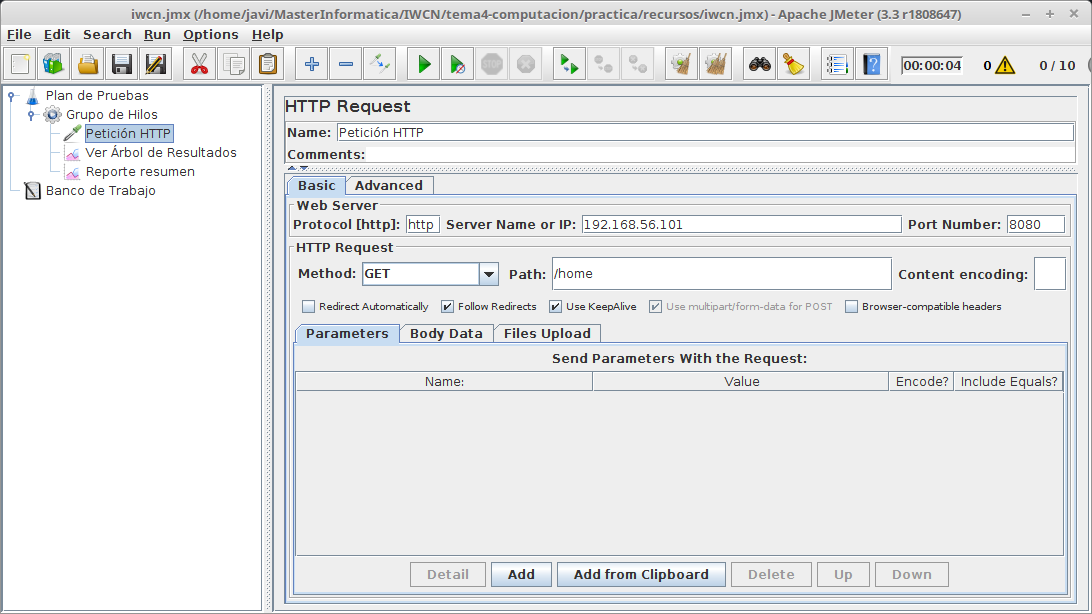 iwcn.jmx (/home/javi/MasterInformatica/IWCN/tema4-computacion/practica/recursos/iwcn.jmx) - Apache JMeter (3.3 r1808647)
File Edit Search Run Options Help
00:00:04 0 0 / 10
Plan de Pruebas
Grupo de Hilos
Petición HTTP
Ver Árbol de Resultados
Reporte resumen
Banco de Trabajo
HTTP Request
Name: Petición HTTP
Comments:
Basic Advanced
Web Server
Protocol [http]: http Server Name or IP: 192.168.56.101 Port Number: 8080
HTTP Request
Method: GET Path: /home Content encoding:
Redirect Automatically Follow Redirects Use KeepAlive Use multipart/form-data for POST Browser-compatible headers
Parameters Body Data Files Upload
Send Parameters With the Request:
Name: Value Encode? Include Equals?
Detail Add Add from Clipboard Delete Up Down